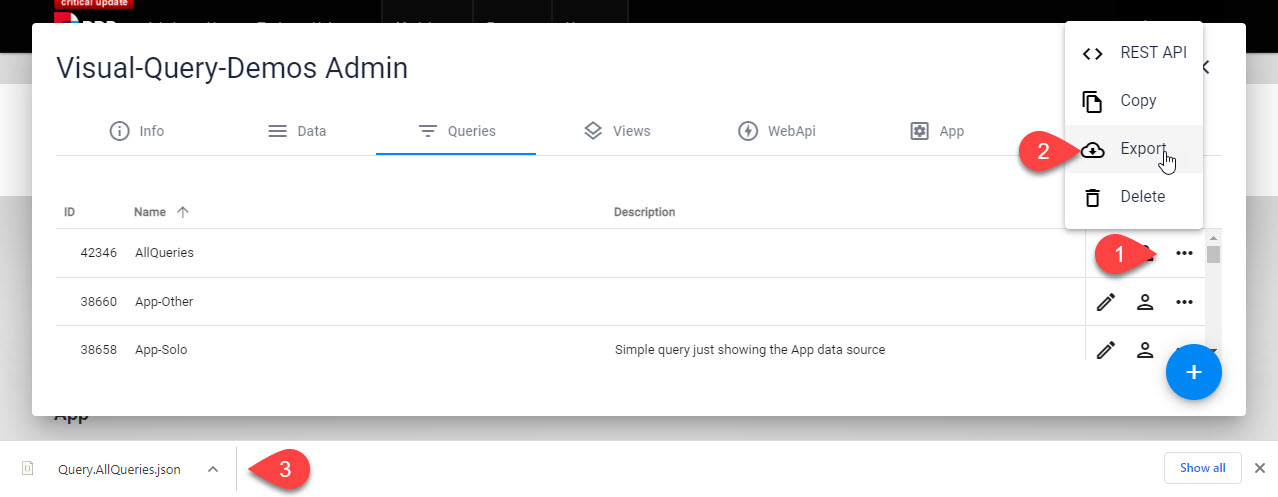 critical update
Visual-Query-Demos Admin
REST API
Copy
Info
Data
Queries
Views
WebApi
App
2
Export
Delete
ID
Name
Description
42346
AllQueries
1
38660
App-Other
38658
App-Solo
Simple query just showing the App data source
+
App
Query.AllQueries.json
3
Show all